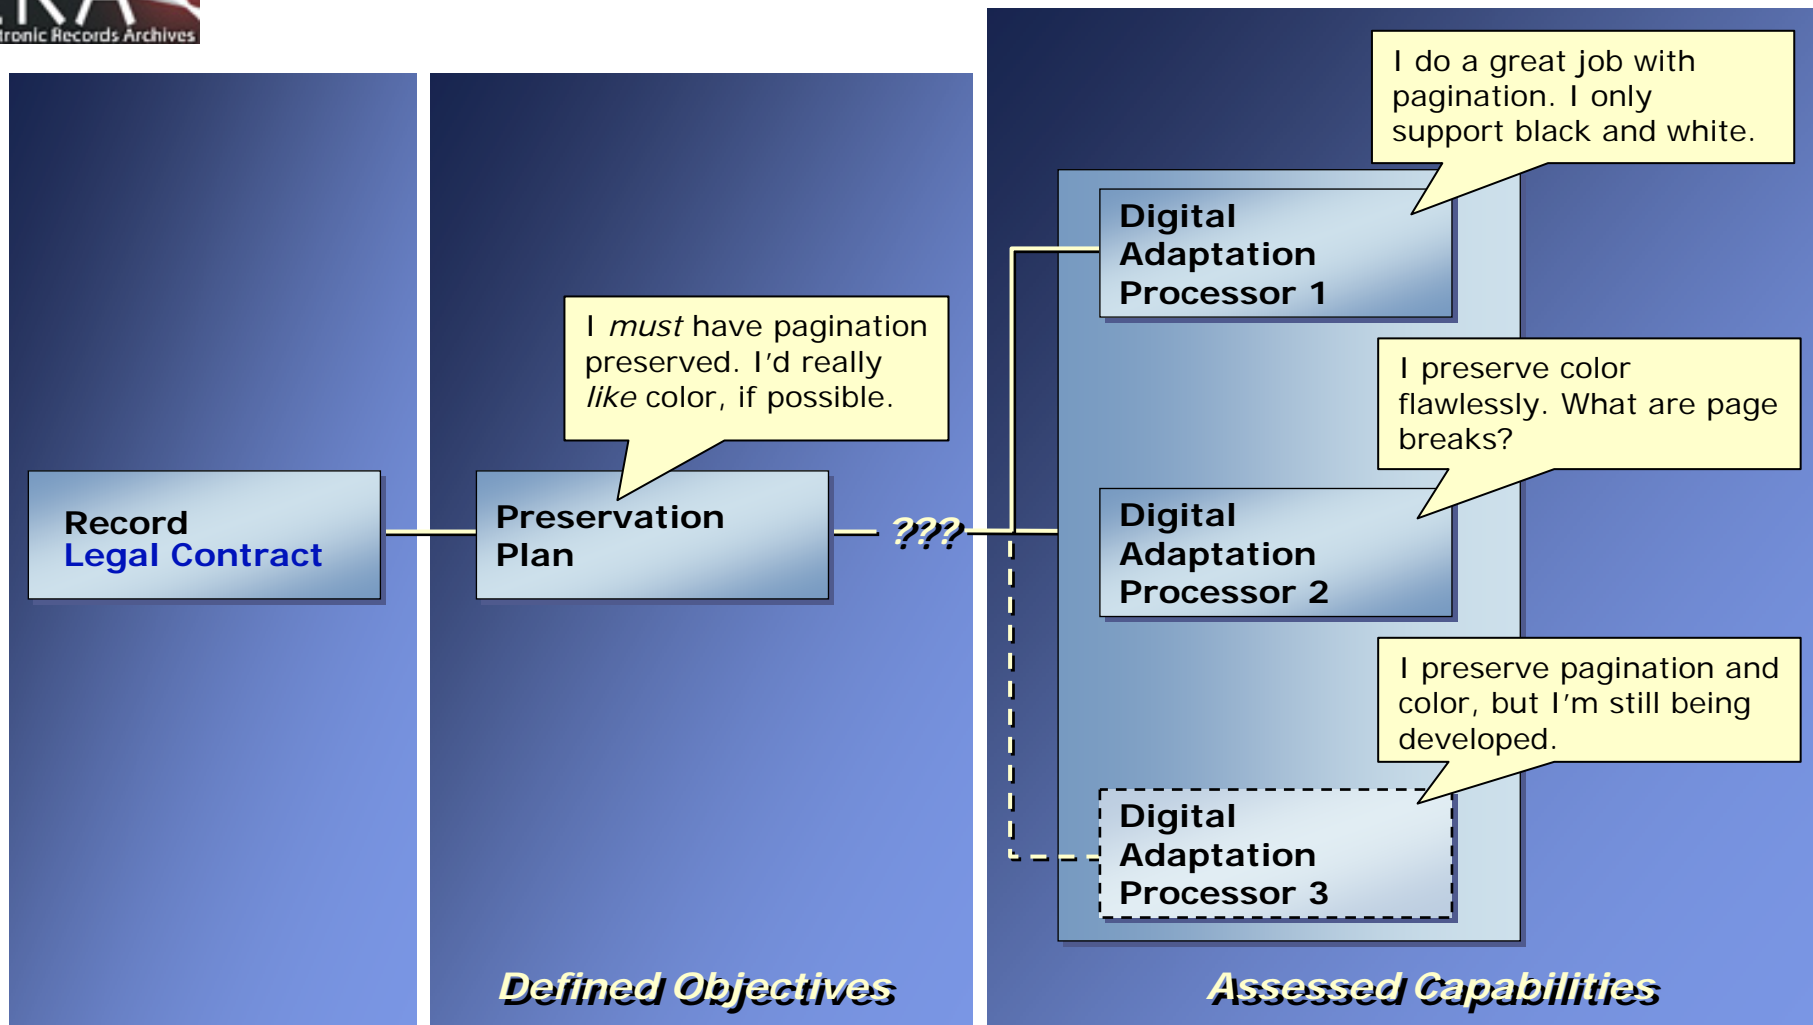 Records Archives
I do a great job with
pagination. I only
support black and white.
Digital
Adaptation
Processor 1
I must have pagination
preserved. I'd really
like color, if possible.
I preserve color
flawlessly. What are page
breaks?
Record
Legal Contract
Preservation
Plan
???
Digital
Adaptation
Processor 2
I preserve pagination and
color, but I'm still being
developed.
Digital
Adaptation
Processor 3
Defined Objectives
Assessed Capabilities